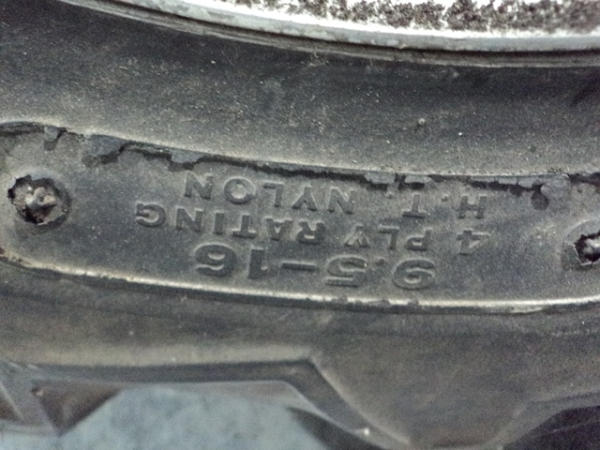 9.5-16
4 PLY RATING
H.T. NYLON